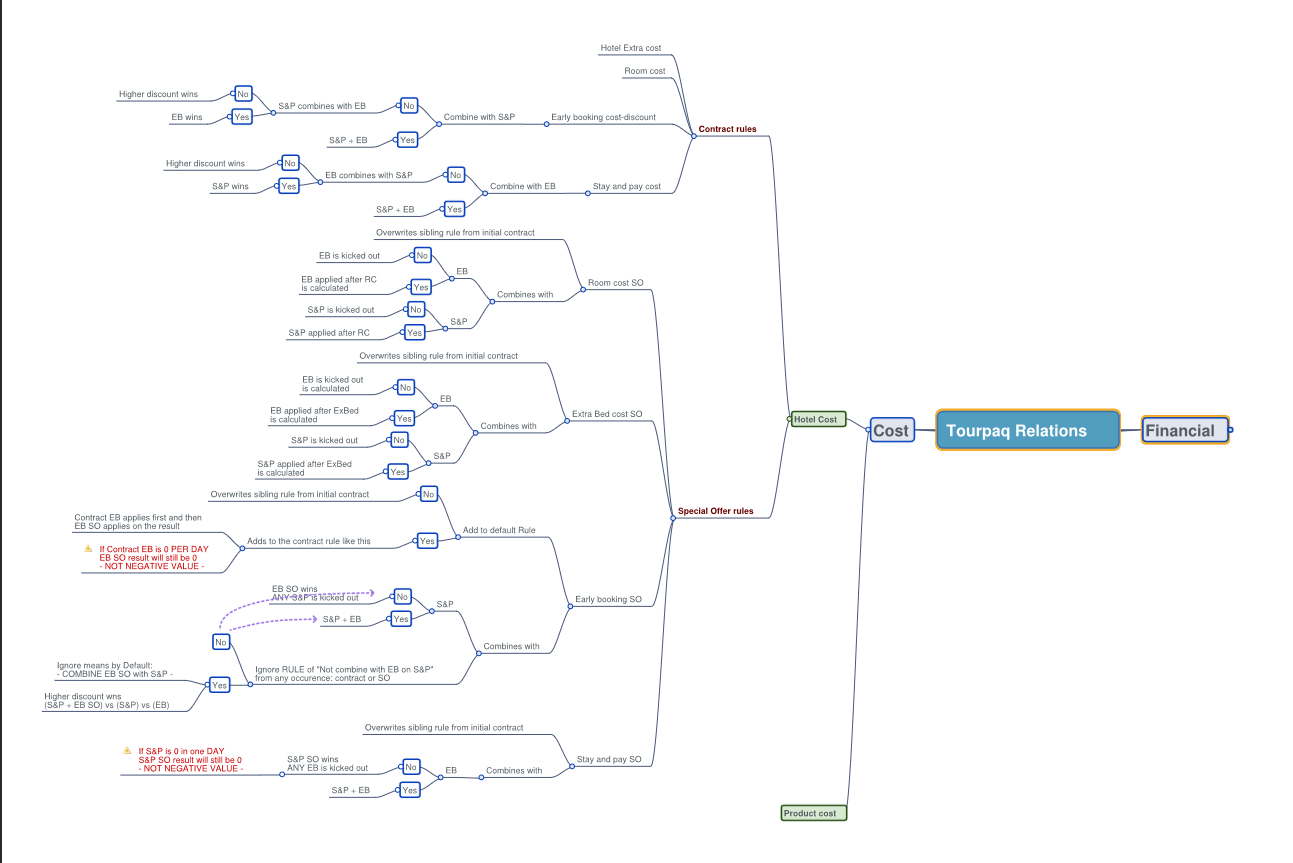 Hotel Extra cost
Room cost
Higher discount wins
No
S&P combines with EB
No
EB wins
Yes
Combine with S&P
Early booking cost-discount
Contract rules
S&P + EB
Yes
Higher discount wins
No
EB combines with S&P
No
S&P wins
Yes
Combine with EB
Stay and pay cost
S&P + EB
Yes
Overwrites sibling rule from initial contract
EB is kicked out
No
EB
EB applied after RC
is calculated
Yes
Room cost SO
Combines with
S&P is kicked out
No
S&P
S&P applied after RC
Yes
Overwrites sibling rule from initial contract
EB is kicked out
is calculated
No
EB
EB applied after ExBed
is calculated
Yes
Extra Bed cost SO
Combines with
S&P is kicked out
No
S&P
S&P applied after ExBed
is calculated
Yes
Hotel Cost
Cost
Tourpaq Relations
Financial
Overwrites sibling rule from initial contract
No
Special Offer rules
Contract EB applies first and then
EB SO applies on the result
Add to default Rule
Adds to the contract rule like this
Yes
If Contract EB is 0 PER DAY
EB SO result will still be 0
- NOT NEGATIVE VALUE -
EB SO wins
ANY S&P is kicked out
No
S&P
Early booking SO
S&P + EB
Yes
No
Combines with
Ignore means by Default:
- COMBINE EB SO with S&P -
Ignore RULE of "Not combine with EB on S&P"
from any occurence: contract or SO
Yes
Higher discount wns
(S&P + EB SO) vs (S&P) vs (EB)
Overwrites sibling rule from initial contract
If S&P is 0 in one DAY
S&P SO result will still be 0
- NOT NEGATIVE VALUE -
S&P SO wins
ANY EB is kicked out
No
EB
Combines with
Stay and pay SO
S&P + EB
Yes
Product cost